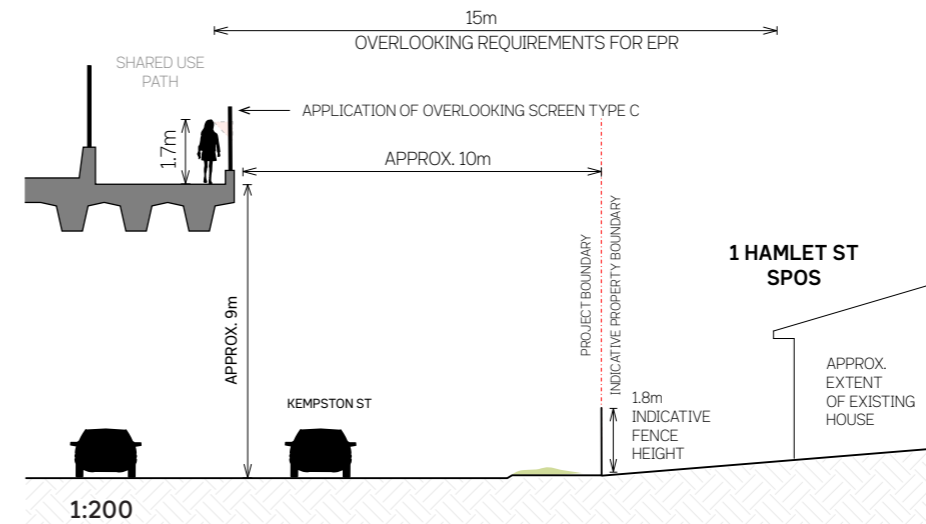 15m
OVERLOOKING REQUIREMENTS FOR EPR
SHARED USE
PATH
APPLICATION OF OVERLOOKING SCREEN TYPE C
1.7m
APPROX. 10m
APPROX. 9m
PROJECT BOUNDARY
INDICATIVE PROPERTY BOUNDARY
1 HAMLET ST
SPOS
KEMPSTON ST
1.8m
INDICATIVE
FENCE
HEIGHT
APPROX.
EXTENT
OF EXISTING
HOUSE
1:200